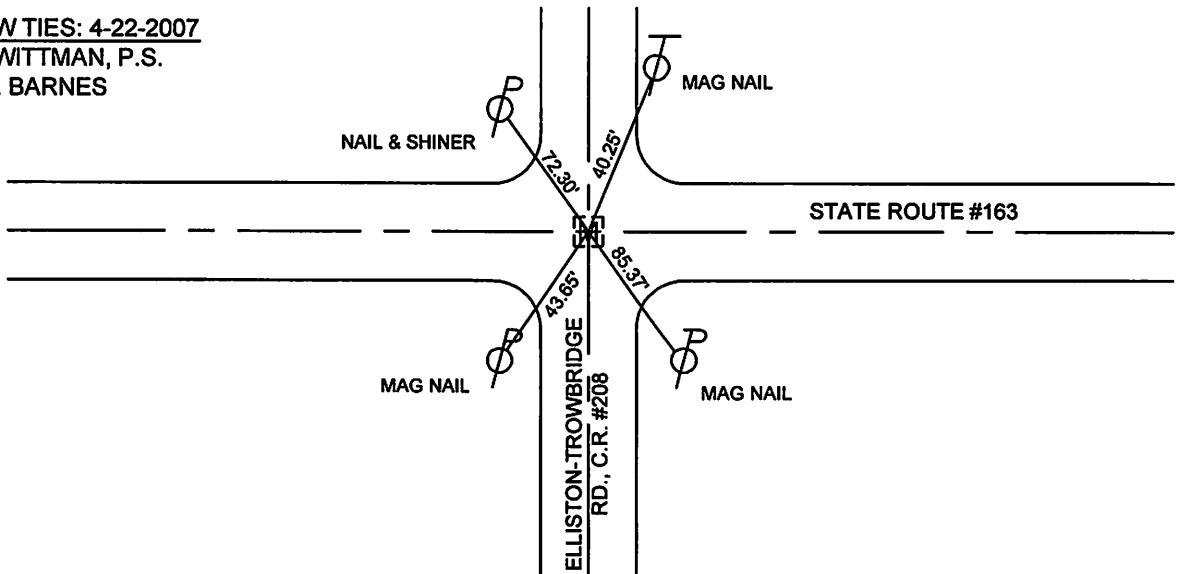 W TIES: 4-22-2007
WITTMAN, P.S.
. BARNES
P
T
MAG NAIL
NAIL & SHINER
72.30'
40.25'
STATE ROUTE #163
43.65'
85.37'
P
MAG NAIL
P
MAG NAIL
ELLISTON-TROWBRIDGE
RD., C.R. #208